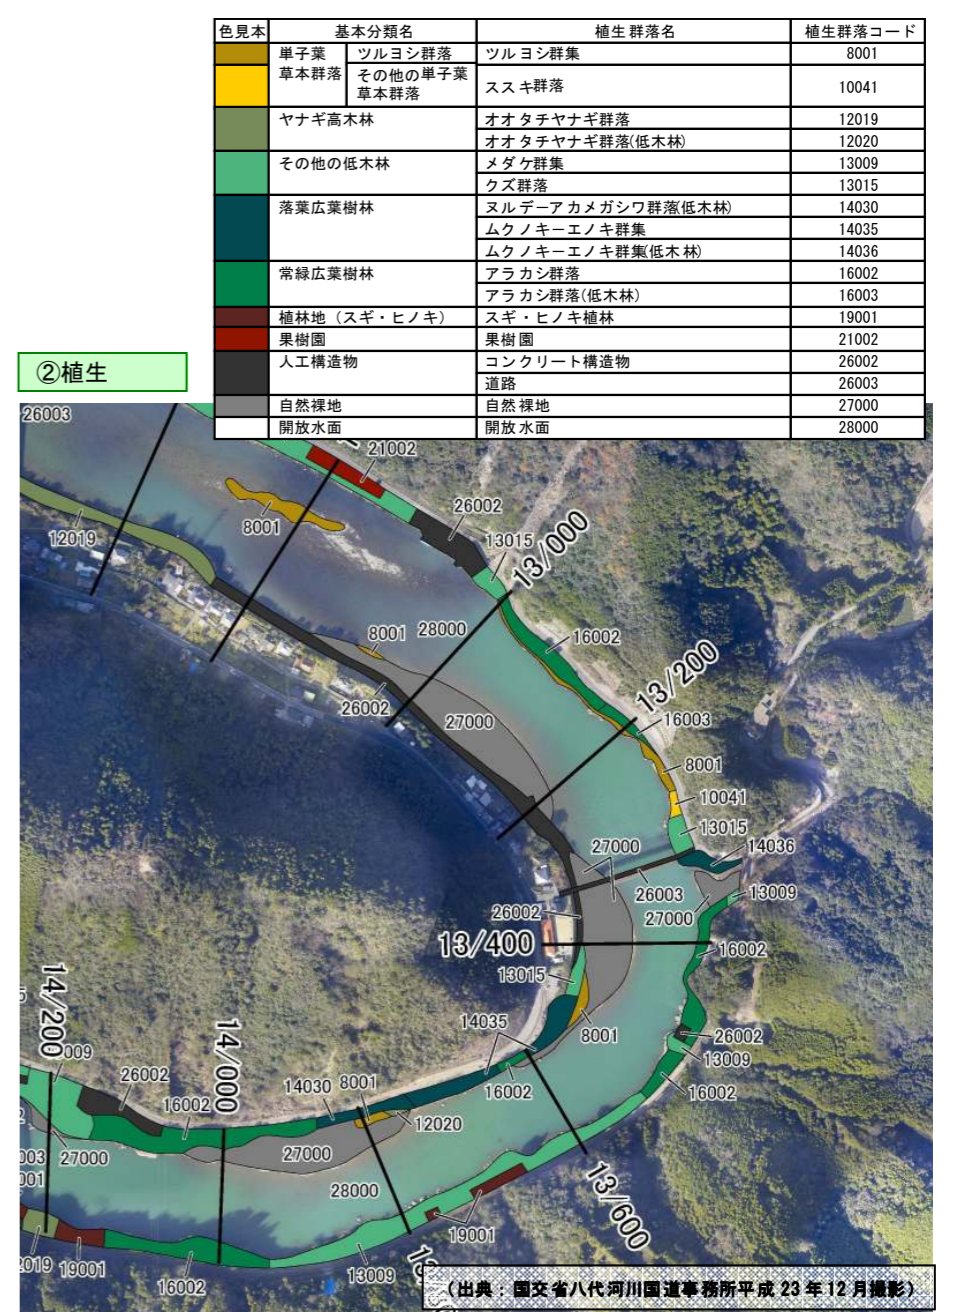 色見本 基本分類名 植生群落名 植生群落コード
単子葉草本群落 ツルヨシ群落 ツルヨシ群集 8001
その他の単子葉草本群落 ススキ群落 10041
ヤナギ高木林 オオタチヤナギ群落 12019
オオタチヤナギ群落(低木林) 12020
その他の低木林 メダケ群集 13009
クズ群落 13015
落葉広葉樹林 ヌルデーアカメガシワ群落(低木林) 14030
ムクノキーエノキ群集 14035
ムクノキーエノキ群集(低木林) 14036
常緑広葉樹林 アラカシ群落 16002
アラカシ群落(低木林) 16003
植林地（スギ・ヒノキ） スギ・ヒノキ植林 19001
果樹園 果樹園 21002
人工構造物 コンクリート構造物 26002
道路 26003
自然裸地 自然裸地 27000
開放水面 開放水面 28000
②植生
26003
21002
26002
8001
12019
13015
13/000
8001
28000
16002
26002
27000
13/200
16003
8001
10041
13015
27000
14036
26003
13009
27000
26002
13/400
16002
13015
14035
8001
26002
13009
14/200
14/000
009
26002
14030
8001
16002
16002
16002
12020
27000
27000
28000
003
001
13/600
19001
2019
19001
16002
13009
（出典：国交省八代河川国道事務所平成23年12月撮影）